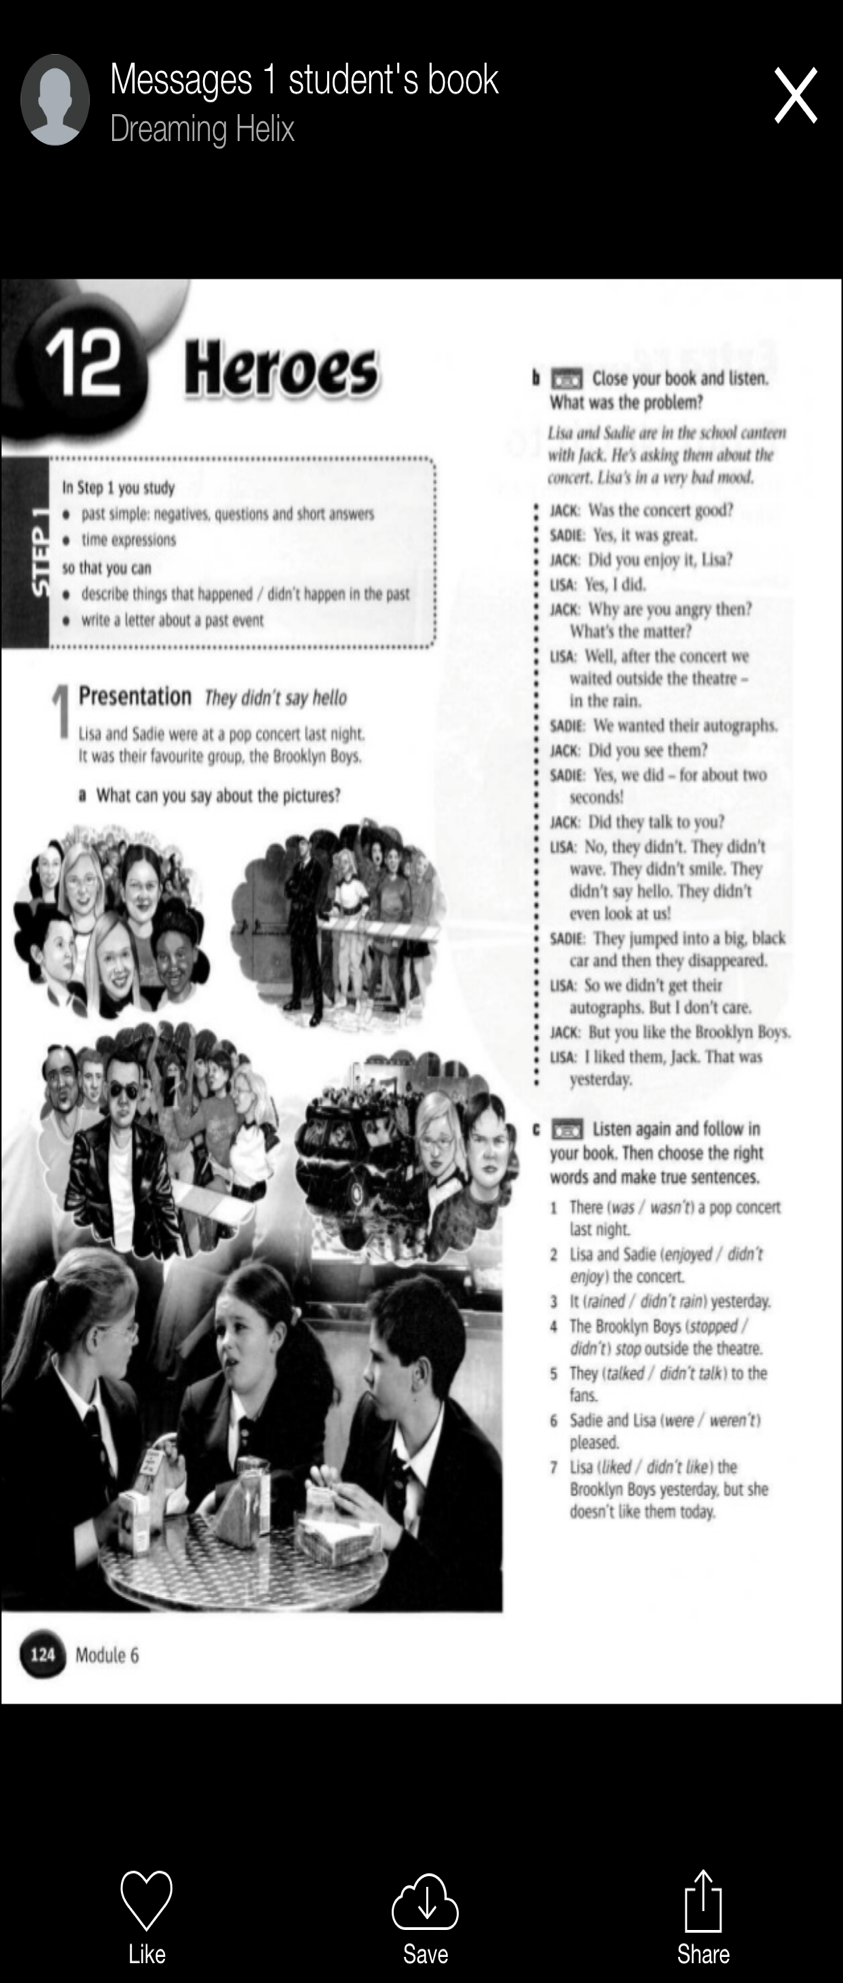 Messages 1 student's book
Dreaming Helix
12 Heroes
STEP 1
In Step 1 you study
• past simple: negatives, questions and short answers
• time expressions
so that you can
• describe things that happened / didn't happen in the past
• write a letter about a past event
1 Presentation They didn't say hello
Lisa and Sadie were at a pop concert last night.
It was their favourite group, the Brooklyn Boys.
a What can you say about the pictures?
b Close your book and listen.
What was the problem?
Lisa and Sadie are in the school canteen
with Jack. He's asking them about the
concert. Lisa's in a very bad mood.
JACK: Was the concert good?
SADIE: Yes, it was great.
JACK: Did you enjoy it, Lisa?
LISA: Yes, I did.
JACK: Why are you angry then?
What's the matter?
LISA: Well, after the concert we
waited outside the theatre –
in the rain.
SADIE: We wanted their autographs.
JACK: Did you see them?
SADIE: Yes, we did – for about two
seconds!
JACK: Did they talk to you?
LISA: No, they didn't. They didn't
wave. They didn't smile. They
didn't say hello. They didn't
even look at us!
SADIE: They jumped into a big, black
car and then they disappeared.
LISA: So we didn't get their
autographs. But I don't care.
JACK: But you like the Brooklyn Boys.
LISA: I liked them, Jack. That was
yesterday.
c Listen again and follow in
your book. Then choose the right
words and make true sentences.
1 There (was / wasn't) a pop concert
last night.
2 Lisa and Sadie (enjoyed / didn't
enjoy) the concert.
3 It (rained / didn't rain) yesterday.
4 The Brooklyn Boys (stopped /
didn't) stop outside the theatre.
5 They (talked / didn't talk) to the
fans.
6 Sadie and Lisa (were / weren't)
pleased.
7 Lisa (liked / didn't like) the
Brooklyn Boys yesterday, but she
doesn't like them today.
124 Module 6
Like
Save
Share